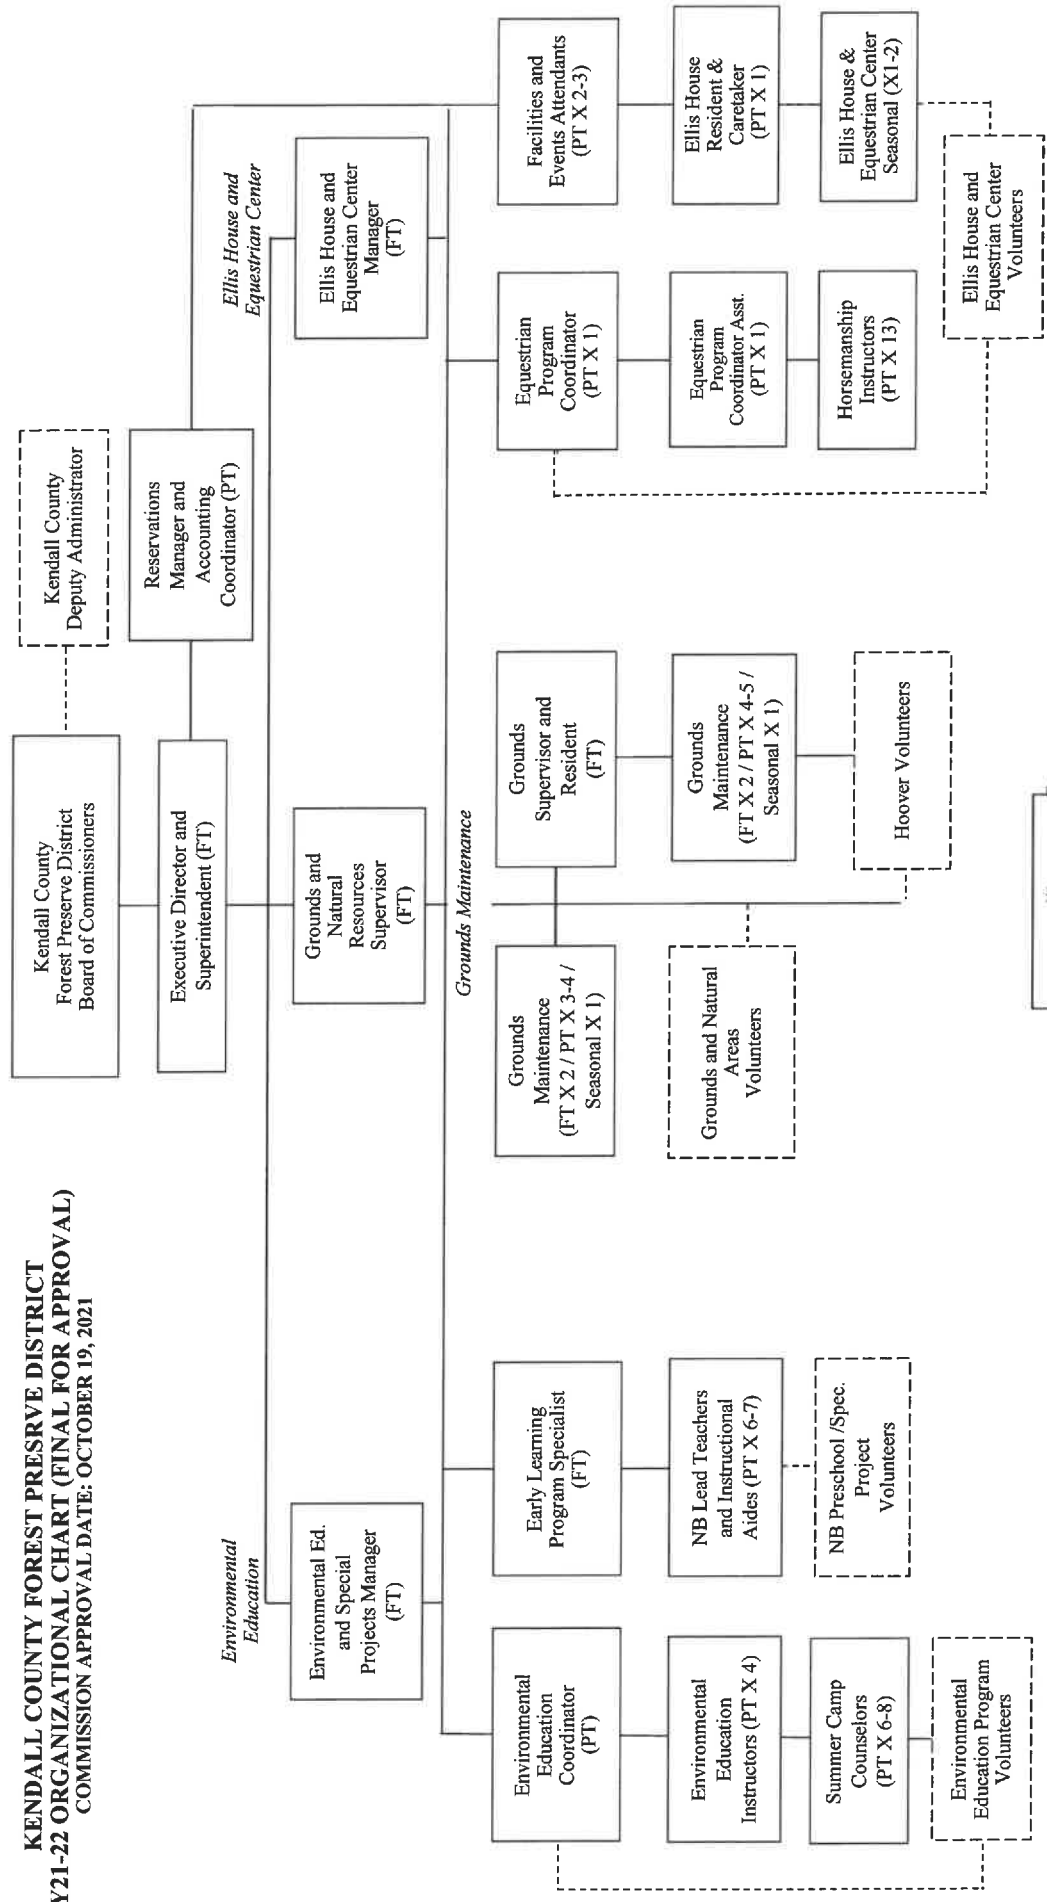 KENDALL COUNTY FOREST PRESRVE DISTRICT
Y21-22 ORGANIZATIONAL CHART (FINAL FOR APPROVAL)
COMMISSION APPROVAL DATE: OCTOBER 19, 2021
Kendall County
Forest Preserve District
Board of Commissioners
Kendall County
Deputy Administrator
Executive Director and
Superintendent (FT)
Reservations
Manager and
Accounting
Coordinator (PT)
Environmental
Education
Ellis House and
Equestrian Center
Environmental Ed.
and Special
Projects Manager
(FT)
Grounds and
Natural
Resources
Supervisor
(FT)
Ellis House and
Equestrian Center
Manager
(FT)
Grounds Maintenance
Environmental
Education
Coordinator
(PT)
Early Learning
Program Specialist
(FT)
Grounds
Maintenance
(FT X 2 / PT X 3-4 /
Seasonal X 1)
Grounds
Supervisor and
Resident
(FT)
Equestrian
Program
Coordinator
(PT X 1)
Facilities and
Events Attendants
(PT X 2-3)
Environmental
Education
Instructors (PT X 4)
NB Lead Teachers
and Instructional
Aides (PT X 6-7)
Grounds and Natural
Areas
Volunteers
Grounds
Maintenance
(FT X 2 / PT X 4-5 /
Seasonal X 1)
Equestrian
Program
Coordinator Asst.
(PT X 1)
Ellis House
Resident &
Caretaker
(PT X 1)
Summer Camp
Counselors
(PT X 6-8)
NB Preschool /Spec.
Project
Volunteers
Hoover Volunteers
Horsemanship
Instructors
(PT X 13)
Ellis House &
Equestrian Center
Seasonal (X1-2)
Environmental
Education Program
Volunteers
Ellis House and
Equestrian Center
Volunteers